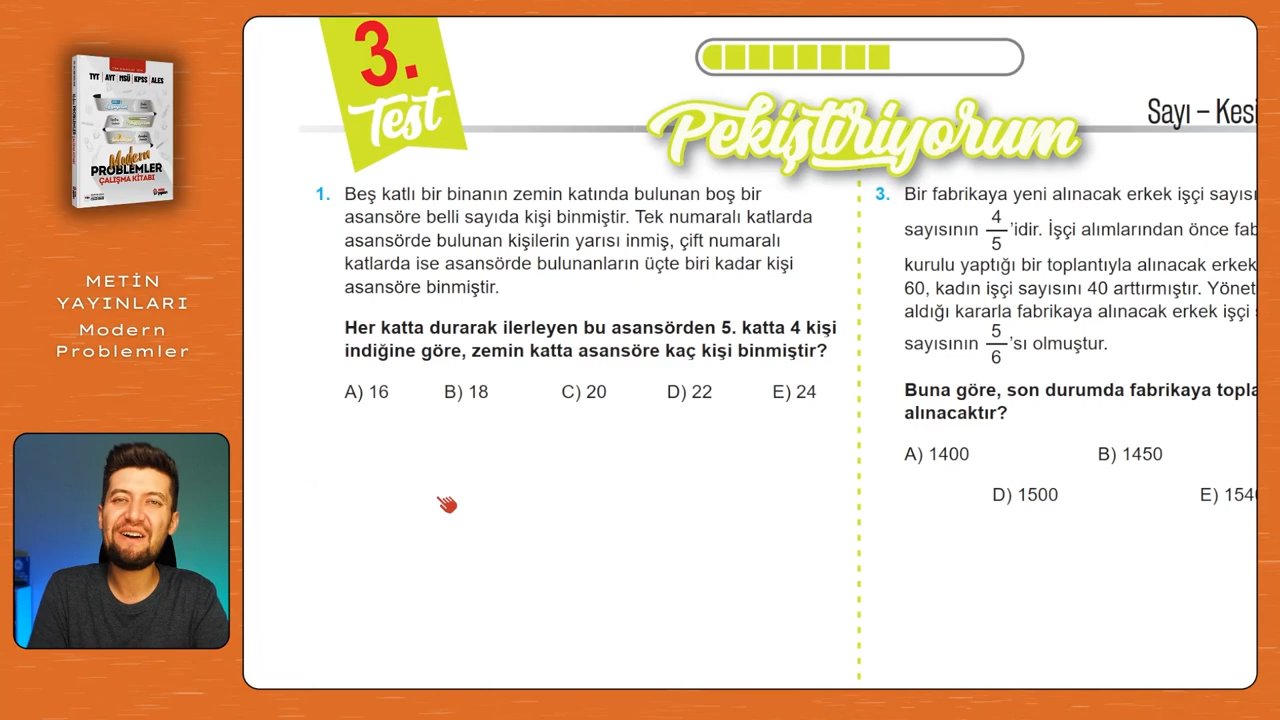 TYT | AYT | MSÜ | KPSS | ALES
Modern
PROBLEMLER
ÇALIŞMA KİTABI
METİN
YAYINLARI
Modern
Problemler
3.
Test
Pekiştiriyorum
Sayı – Kesi
1. Beş katlı bir binanın zemin katında bulunan boş bir
asansöre belli sayıda kişi binmiştir. Tek numaralı katlarda
asansörde bulunan kişilerin yarısı inmiş, çift numaralı
katlarda ise asansörde bulunanların üçte biri kadar kişi
asansöre binmiştir.
Her katta durarak ilerleyen bu asansörden 5. katta 4 kişi
indiğine göre, zemin katta asansöre kaç kişi binmiştir?
A) 16 B) 18 C) 20 D) 22 E) 24
3. Bir fabrikaya yeni alınacak erkek işçi sayısı
sayısının 4/5 'idir. İşçi alımlarından önce fab
kurulu yaptığı bir toplantıyla alınacak erkek
60, kadın işçi sayısını 40 arttırmıştır. Yönet
aldığı kararla fabrikaya alınacak erkek işçi
sayısının 5/6 'sı olmuştur.
Buna göre, son durumda fabrikaya topla
alınacaktır?
A) 1400 B) 1450
D) 1500 E) 154